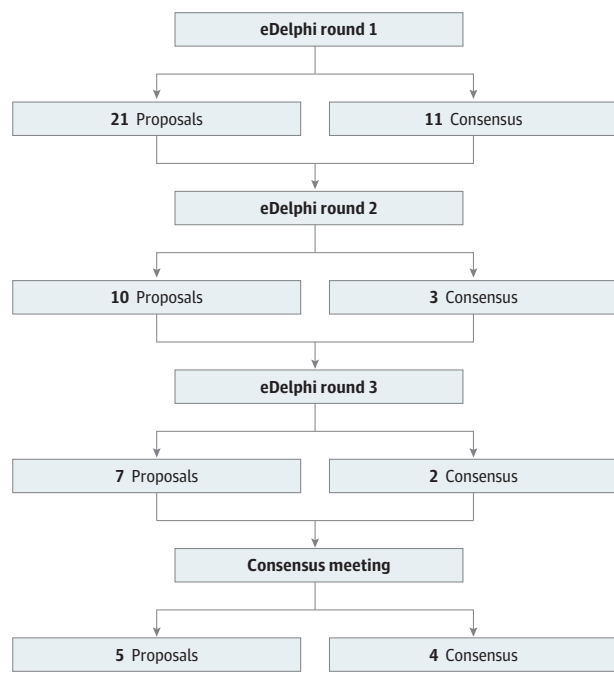 eDelphi round 1
21 Proposals
11 Consensus
eDelphi round 2
10 Proposals
3 Consensus
eDelphi round 3
7 Proposals
2 Consensus
Consensus meeting
5 Proposals
4 Consensus